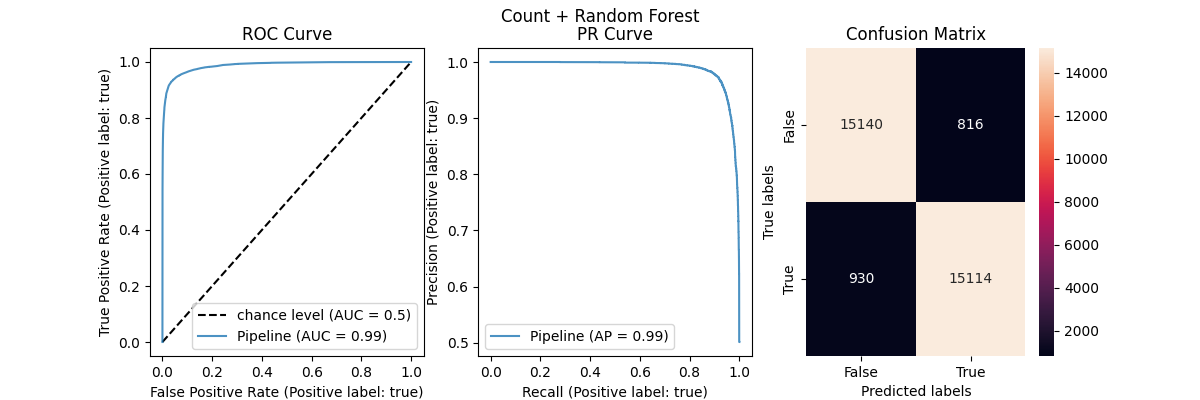 Count + Random Forest
ROC Curve
True Positive Rate (Positive label: true)
1.0
0.8
0.6
0.4
0.2
0.0
0.0 0.2 0.4 0.6 0.8 1.0
False Positive Rate (Positive label: true)
chance level (AUC = 0.5)
Pipeline (AUC = 0.99)
PR Curve
Precision (Positive label: true)
1.0
0.9
0.8
0.7
0.6
0.5
0.0 0.2 0.4 0.6 0.8 1.0
Recall (Positive label: true)
Pipeline (AP = 0.99)
Confusion Matrix
True labels
False
True
15140 816
930 15114
False True
Predicted labels
14000
12000
10000
8000
6000
4000
2000